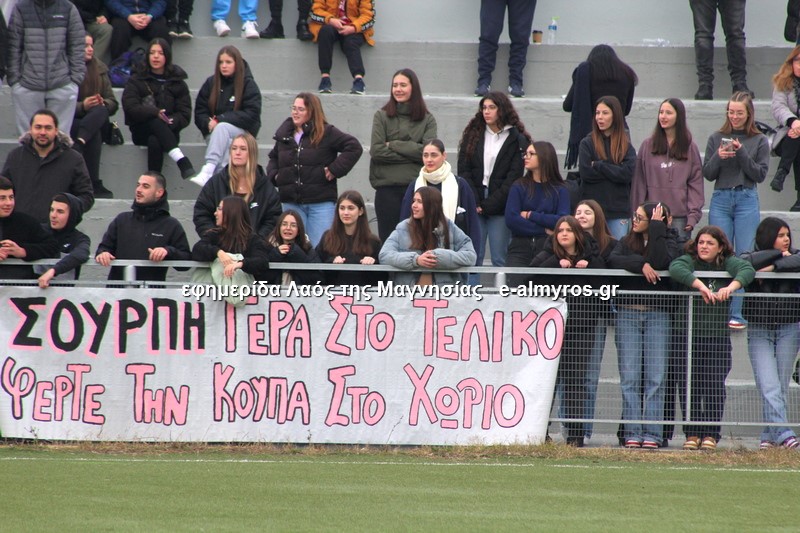 εφημερίδα Λαός της Μαγνησίας e-almyros.gr
ΣΟΥΡΠΗ ΓΕΡΑ ΣΤΟ ΤΕΛΙΚΟ
ΦΕΡΤΕ ΤΗΝ ΚΟΥΠΑ ΣΤΟ ΧΩΡΙΟ